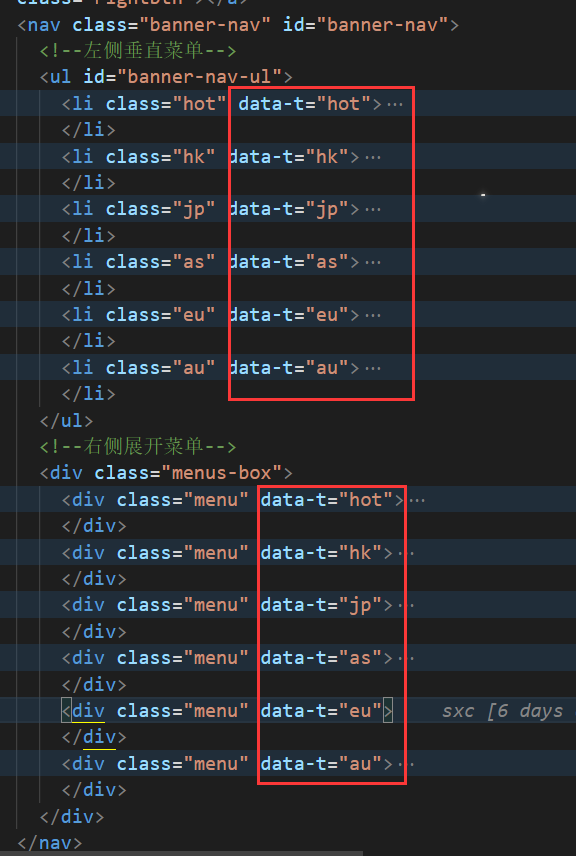 <nav class="banner-nav" id="banner-nav">
<!--左侧垂直菜单-->
<ul id="banner-nav-ul">
<li class="hot" data-t="hot">···
</li>
<li class="hk" data-t="hk">···
</li>
<li class="jp" data-t="jp">···
</li>
<li class="as" data-t="as">···
</li>
<li class="eu" data-t="eu">···
</li>
<li class="au" data-t="au">···
</li>
</ul>
<!--右侧展开菜单-->
<div class="menus-box">
<div class="menu" data-t="hot">···
</div>
<div class="menu" data-t="hk">···
</div>
<div class="menu" data-t="jp">···
</div>
<div class="menu" data-t="as">···
</div>
<div class="menu" data-t="eu"> sxc [6 days
</div>
<div class="menu" data-t="au">···
</div>
</div>
</nav>